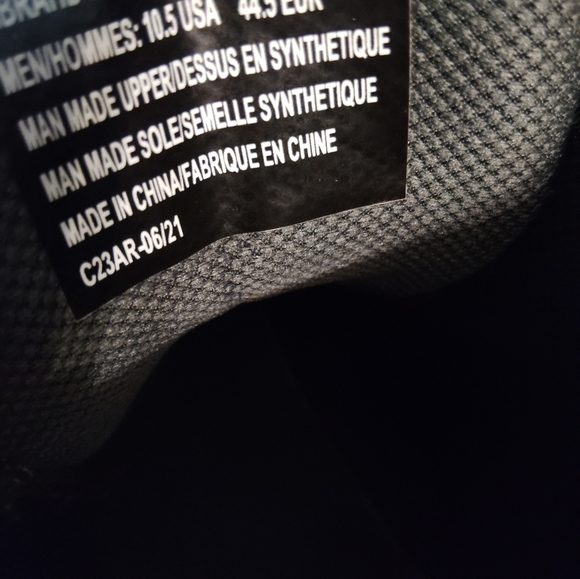 BRAND
MEN/HOMMES: 10.5 USA 44.5 EUR
MAN MADE UPPER/DESSUS EN SYNTHETIQUE
MAN MADE SOLE/SEMELLE SYNTHETIQUE
MADE IN CHINA/FABRIQUE EN CHINE
C23AR-06/21